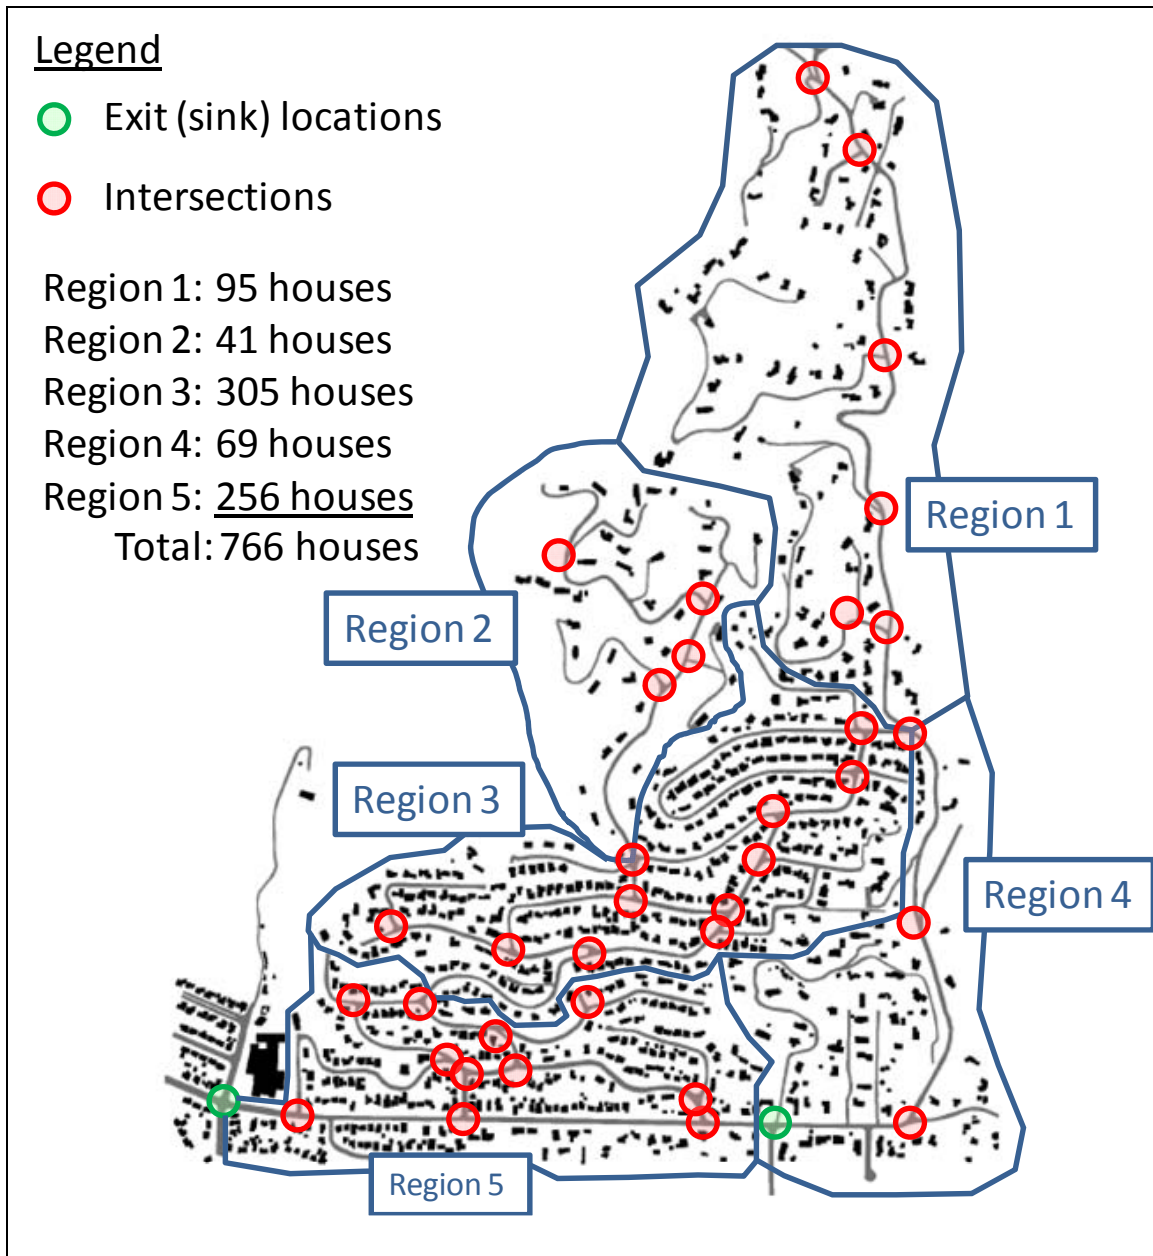 Legend
Exit (sink) locations
Intersections
Region 1: 95 houses
Region 2: 41 houses
Region 3: 305 houses
Region 4: 69 houses
Region 5: 256 houses
Total: 766 houses
Region 1
Region 2
Region 3
Region 4
Region 5